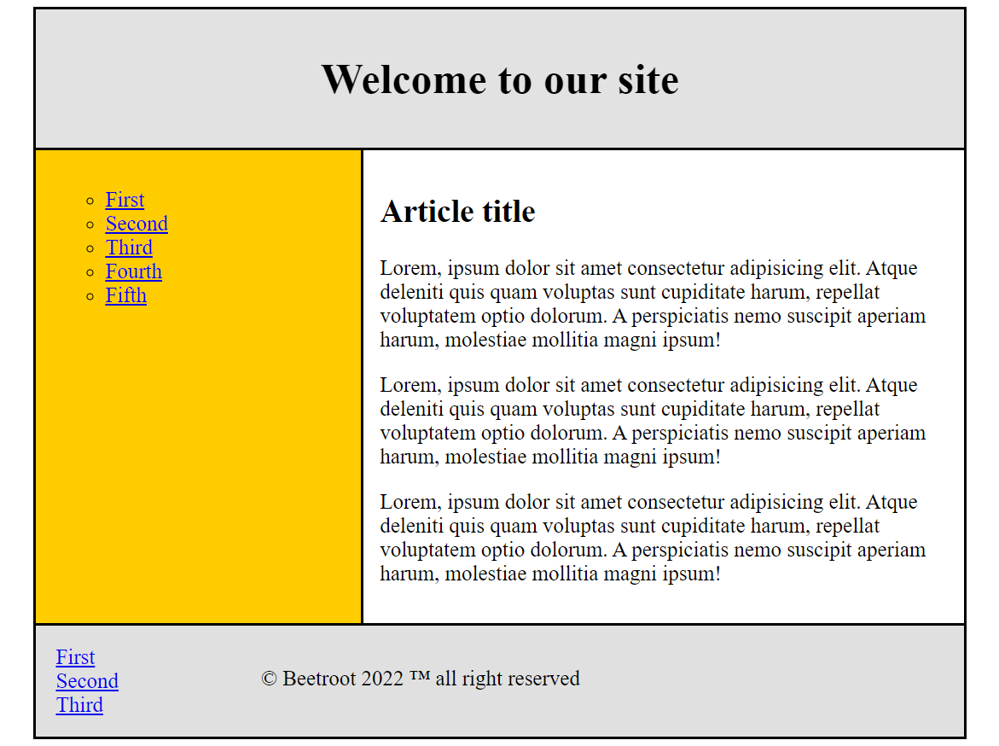 Welcome to our site
First
Second
Third
Fourth
Fifth
Article title
Lorem, ipsum dolor sit amet consectetur adipisicing elit. Atque
deleniti quis quam voluptas sunt cupiditate harum, repellat
voluptatem optio dolorum. A perspiciatis nemo suscipit aperiam
harum, molestiae mollitia magni ipsum!
Lorem, ipsum dolor sit amet consectetur adipisicing elit. Atque
deleniti quis quam voluptas sunt cupiditate harum, repellat
voluptatem optio dolorum. A perspiciatis nemo suscipit aperiam
harum, molestiae mollitia magni ipsum!
Lorem, ipsum dolor sit amet consectetur adipisicing elit. Atque
deleniti quis quam voluptas sunt cupiditate harum, repellat
voluptatem optio dolorum. A perspiciatis nemo suscipit aperiam
harum, molestiae mollitia magni ipsum!
First
Second
Third
© Beetroot 2022 ™ all right reserved